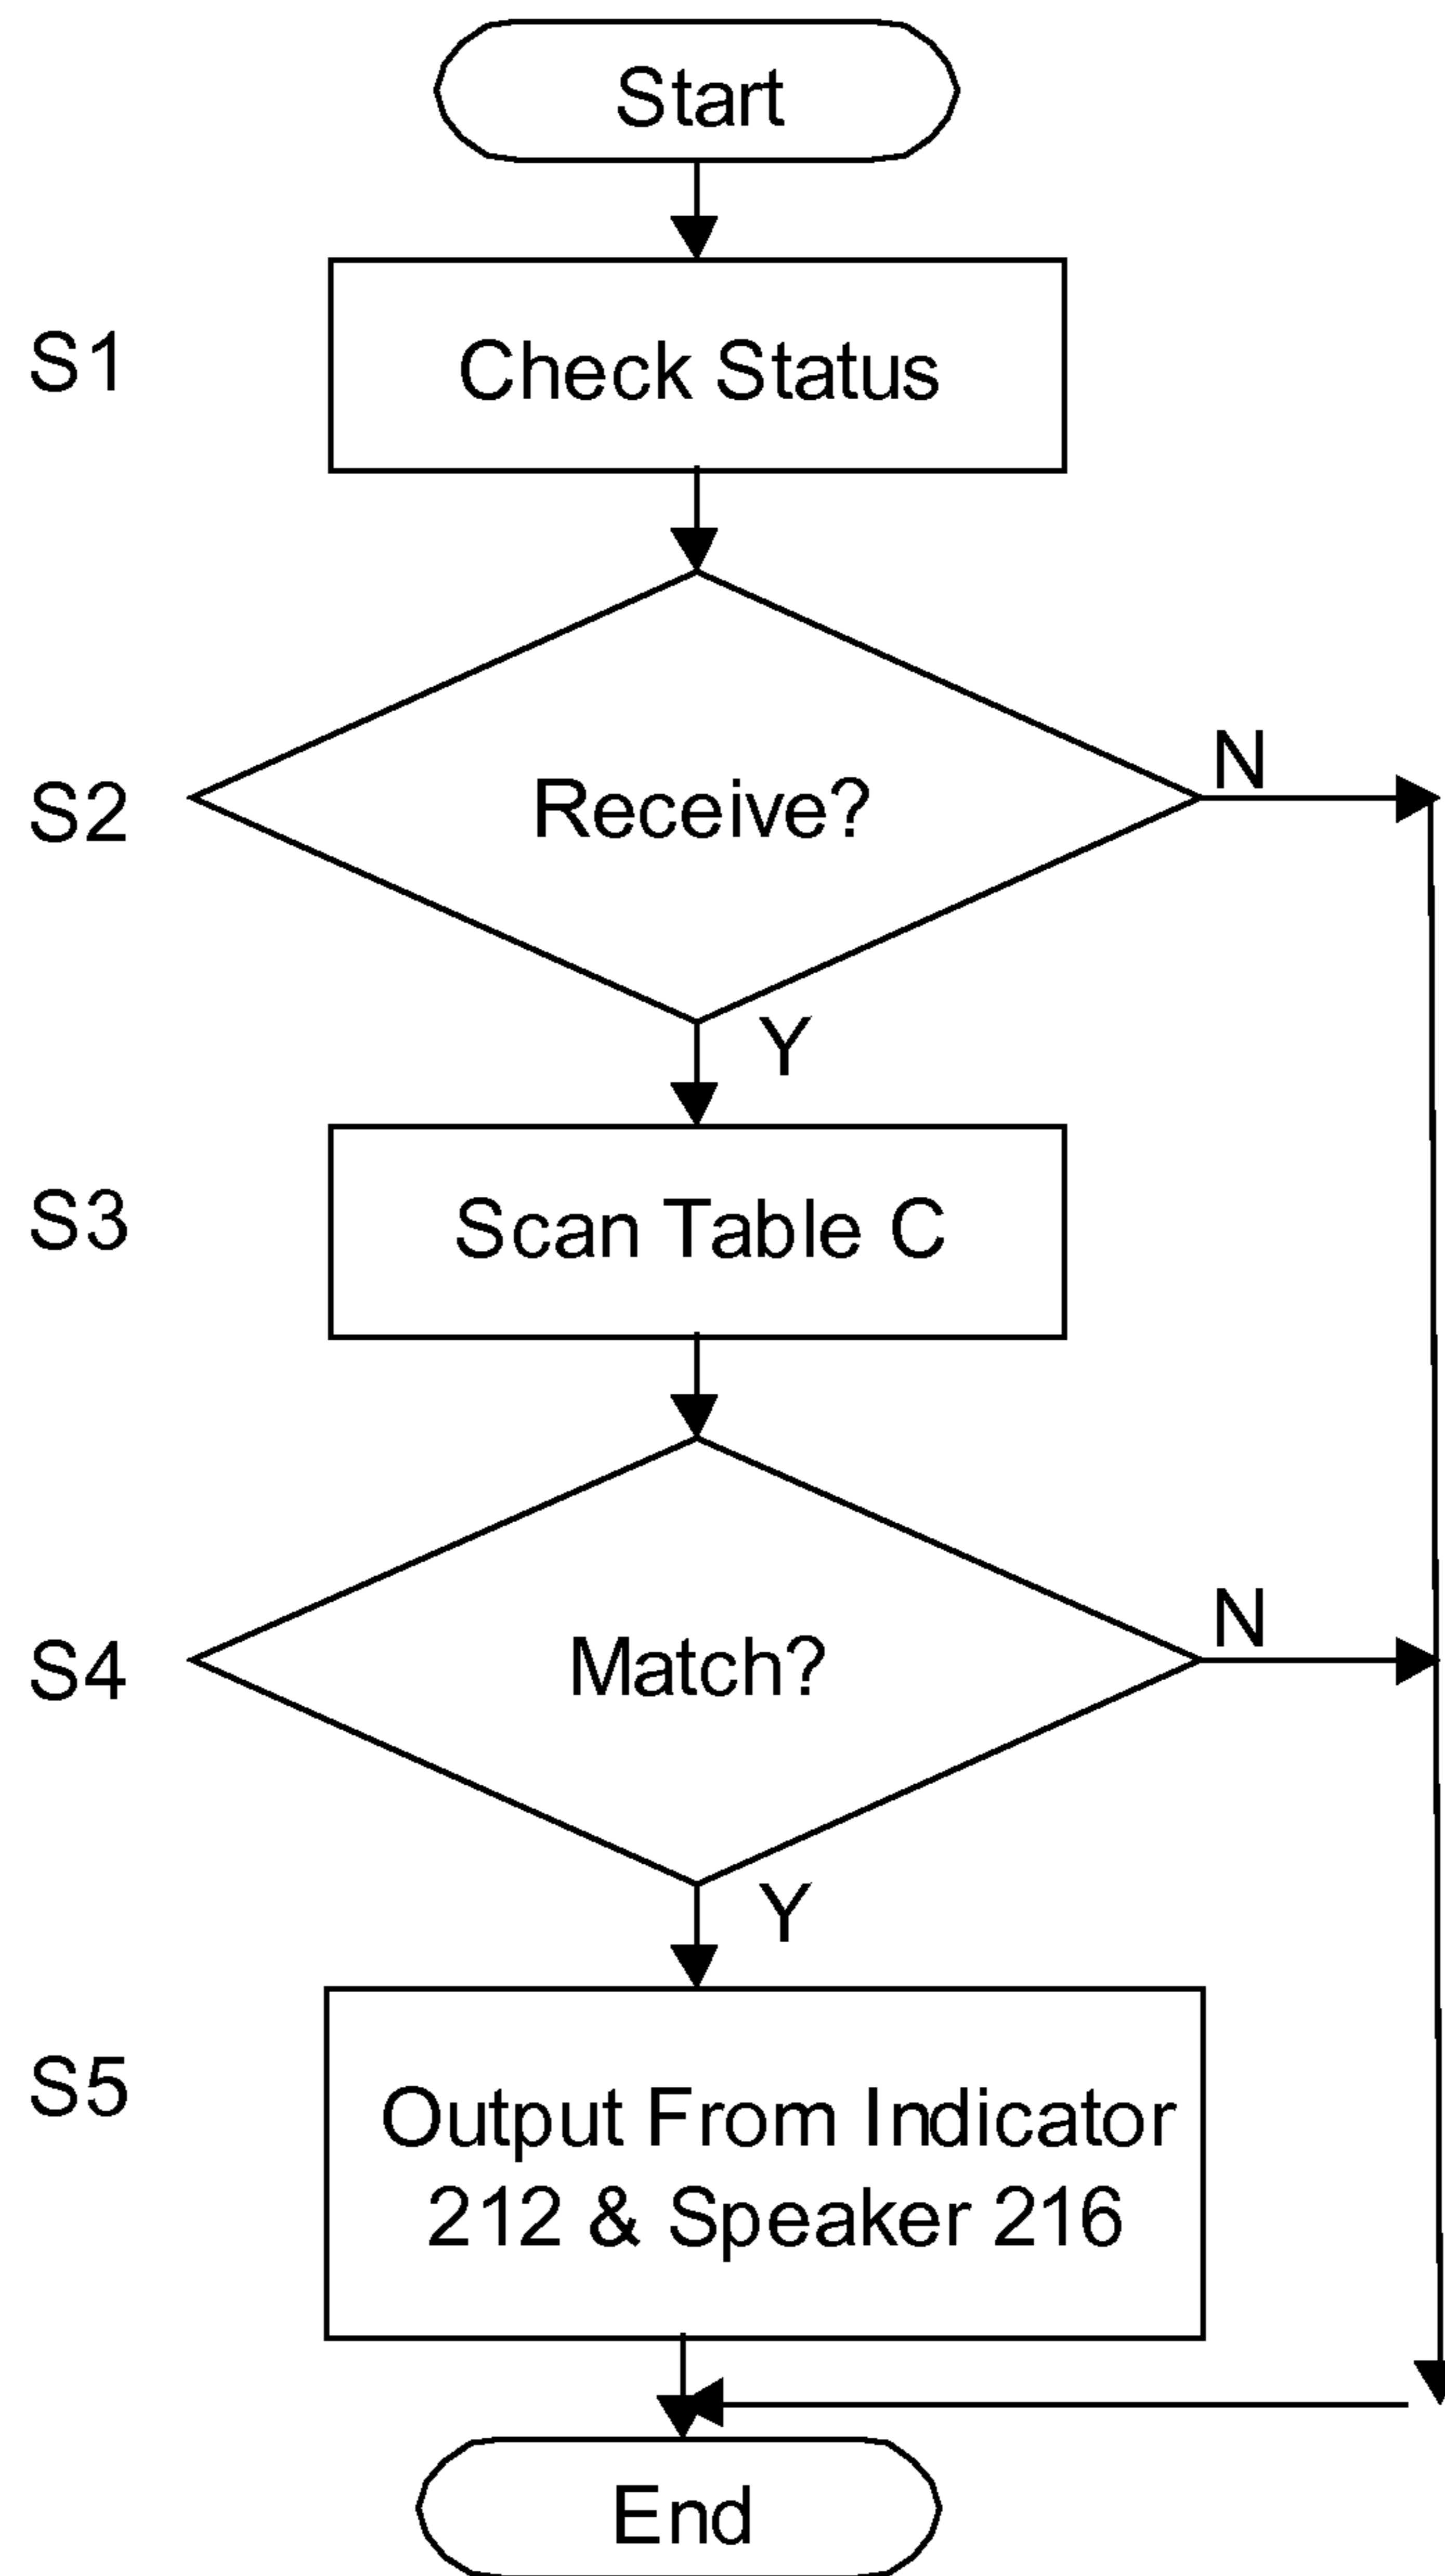 Start
S1
Check Status
S2
Receive?
N
Y
S3
Scan Table C
S4
Match?
N
Y
S5
Output From Indicator
212 & Speaker 216
End